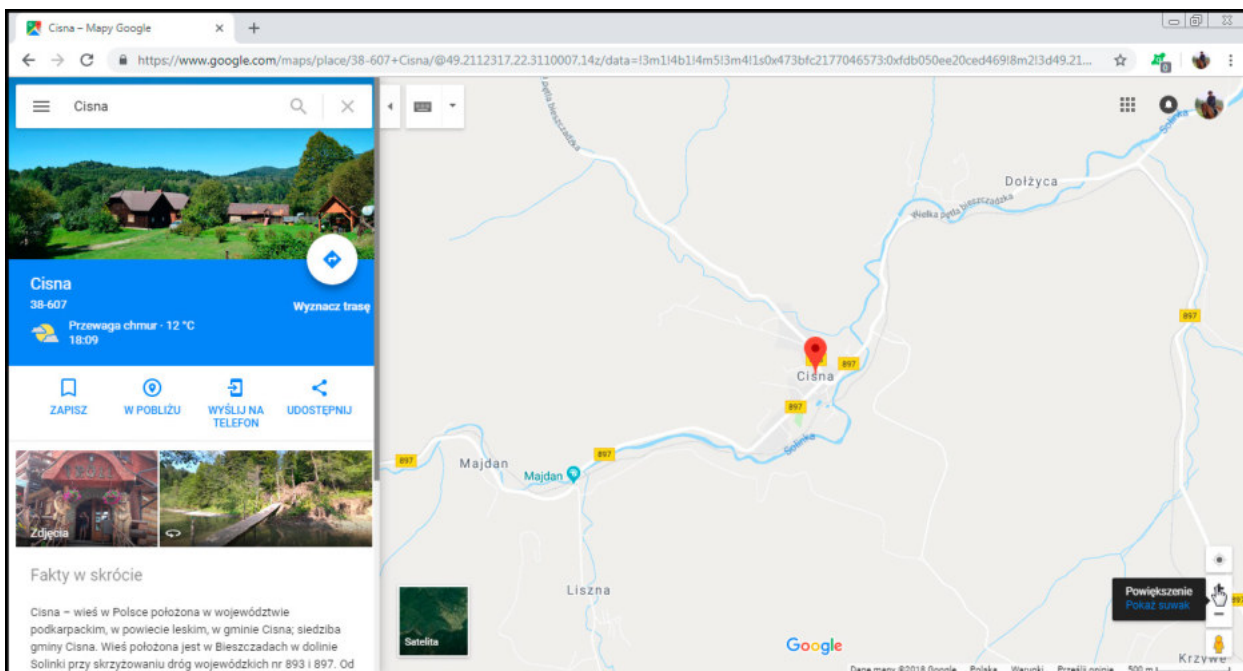 Cisna – Mapy Google
https://www.google.com/maps/place/38-607+Cisna/@49.2112317,22.3110007,14z/data=!3m1!4b1!4m5!3m4!1s0x473bfc2177046573:0xfdb050ee20ced469!8m2!3d49.21...
0
Cisna
Cisna
38-607
Wyznacz trasę
Przewaga chmur · 12 °C
18:09
ZAPISZ
W POBLIŻU
WYŚLIJ NA
TELEFON
UDOSTĘPNIJ
Zdjęcia
Fakty w skrócie
Cisna – wieś w Polsce położona w województwie
podkarpackim, w powiecie leskim, w gminie Cisna; siedziba
gminy Cisna. Wieś położona jest w Bieszczadach w dolinie
Solinki przy skrzyżowaniu dróg wojewódzkich nr 893 i 897. Od
pętla bieszczadzka
Solinka
Dołżyca
Wielka pętla bieszczadzka
897
897
Cisna
897
Solinka
897
897
Majdan
Majdan
Liszna
Satelita
Powiększenie
Pokaż suwak
897
Krzywe
Google
Dane mapy ©2018 Google Polska Warunki Prześlij opinię 500 m